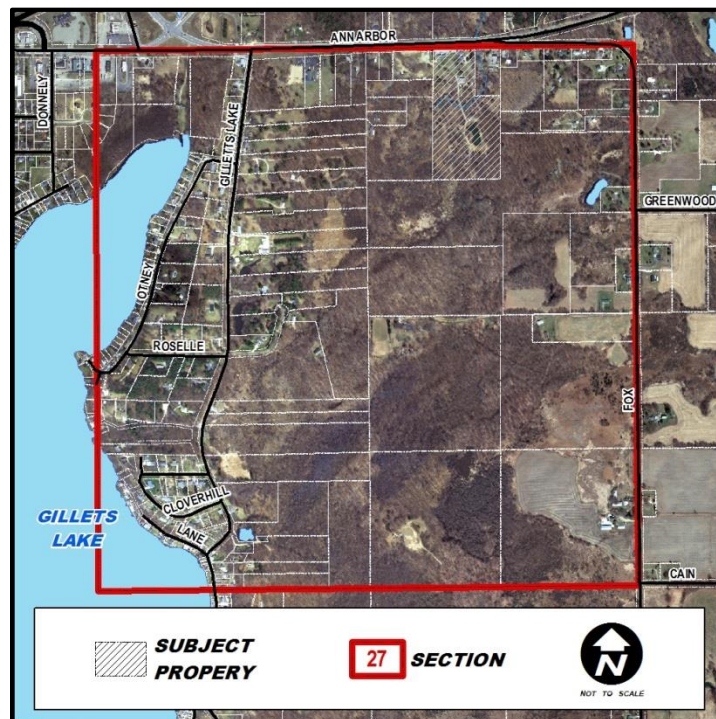 ANN ARBOR
DONNELY
GILLETTS LAKE
GREENWOOD
OTNEY
ROSELLE
FOX
CLOVERHILL
LANE
GILLETS
LAKE
CAIN
SUBJECT
PROPERY
27
SECTION
N
NOT TO SCALE